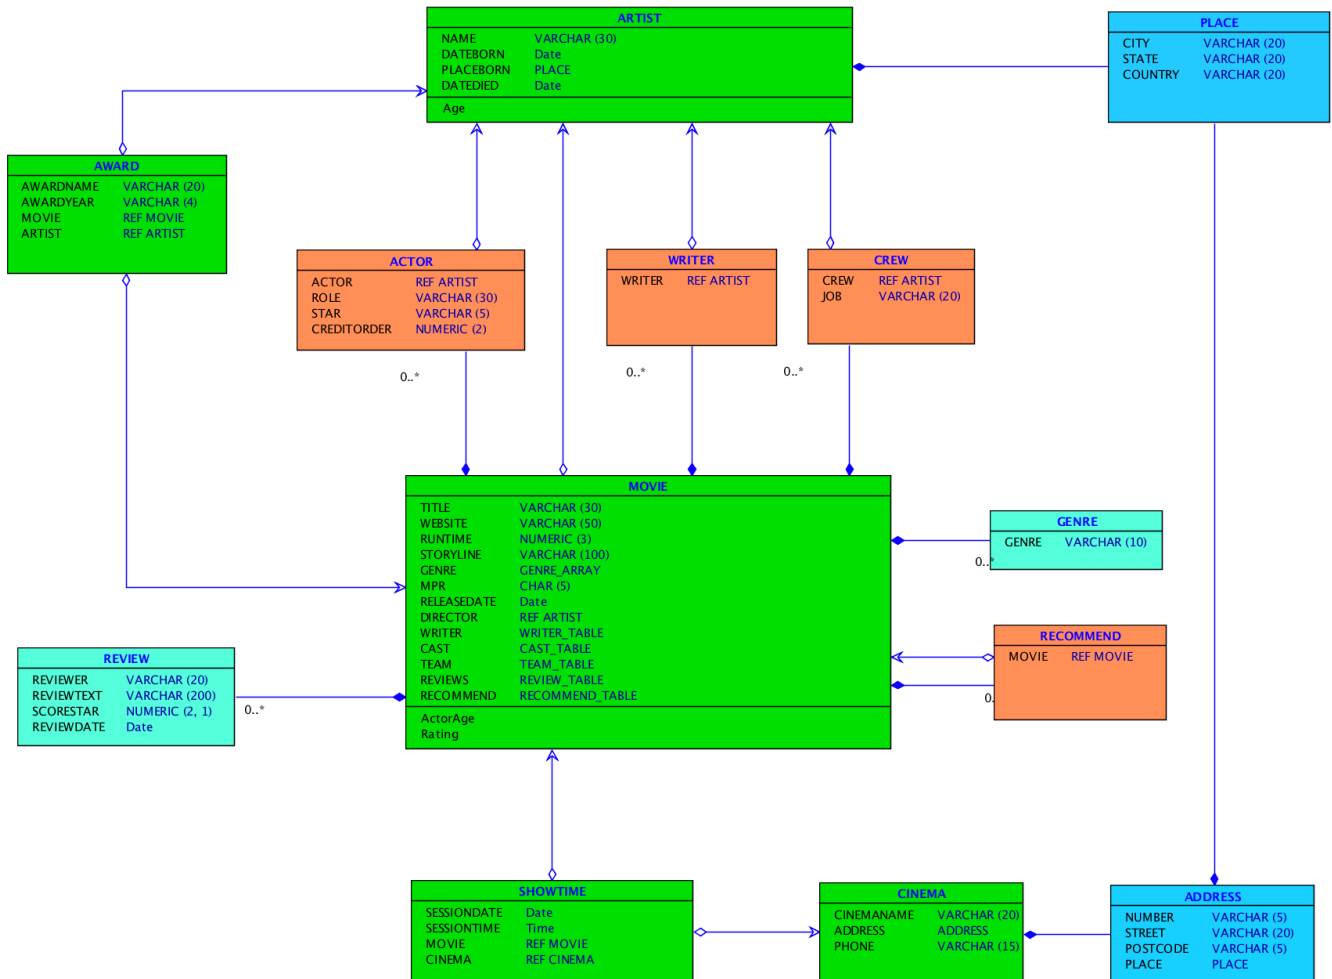 ARTIST
NAME VARCHAR (30)
DATEBORN Date
PLACEBORN PLACE
DATEDIED Date
Age
PLACE
CITY VARCHAR (20)
STATE VARCHAR (20)
COUNTRY VARCHAR (20)
AWARD
AWARDNAME VARCHAR (20)
AWARDYEAR VARCHAR (4)
MOVIE REF MOVIE
ARTIST REF ARTIST
ACTOR
ACTOR REF ARTIST
ROLE VARCHAR (30)
STAR VARCHAR (5)
CREDITORDER NUMERIC (2)
0..*
WRITER
WRITER REF ARTIST
0..*
CREW
CREW REF ARTIST
JOB VARCHAR (20)
0..*
MOVIE
TITLE VARCHAR (30)
WEBSITE VARCHAR (50)
RUNTIME NUMERIC (3)
STORYLINE VARCHAR (100)
GENRE GENRE_ARRAY
MPR CHAR (5)
RELEASEDATE Date
DIRECTOR REF ARTIST
WRITER WRITER_TABLE
CAST CAST_TABLE
TEAM TEAM_TABLE
REVIEWS REVIEW_TABLE
RECOMMEND RECOMMEND_TABLE
ActorAge
Rating
GENRE
GENRE VARCHAR (10)
0..*
RECOMMEND
MOVIE REF MOVIE
0.
REVIEW
REVIEWER VARCHAR (20)
REVIEWTEXT VARCHAR (200)
SCORESTAR NUMERIC (2, 1)
REVIEWDATE Date
0..*
SHOWTIME
SESSIONDATE Date
SESSIONTIME Time
MOVIE REF MOVIE
CINEMA REF CINEMA
CINEMA
CINEMANAME VARCHAR (20)
ADDRESS ADDRESS
PHONE VARCHAR (15)
ADDRESS
NUMBER VARCHAR (5)
STREET VARCHAR (20)
POSTCODE VARCHAR (5)
PLACE PLACE